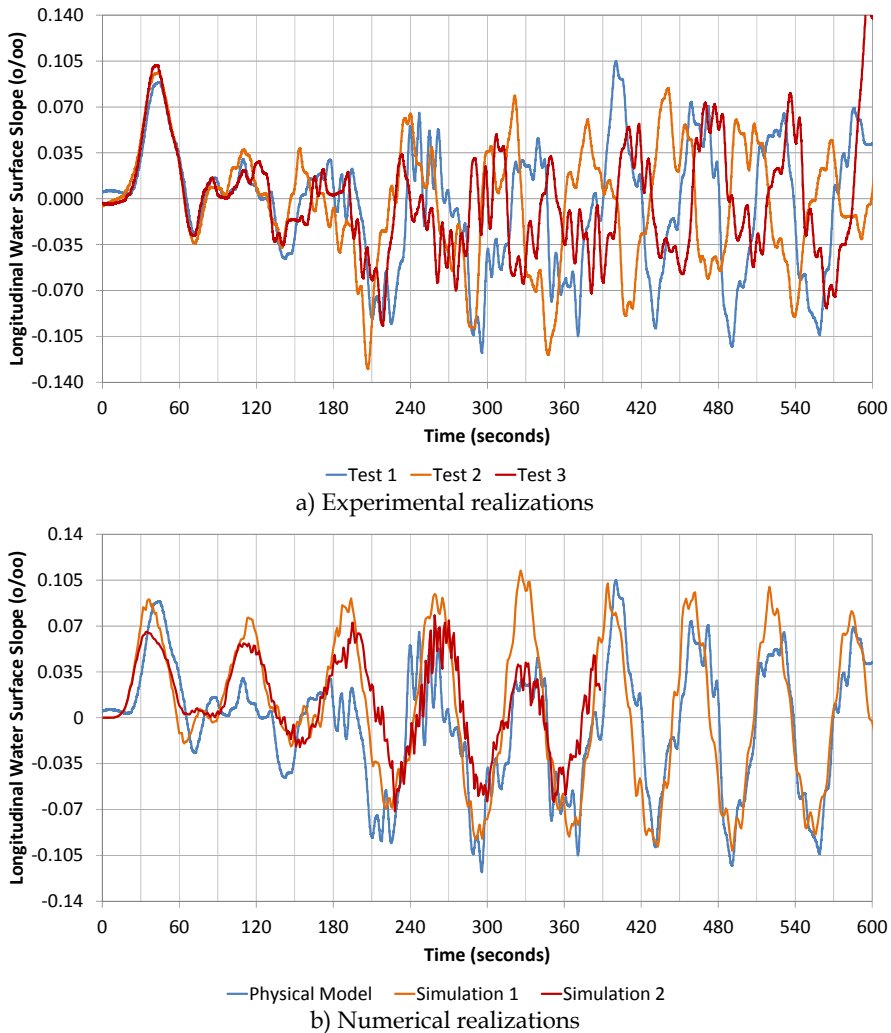 Longitudinal Water Surface Slope (o/oo)
0.140
0.105
0.070
0.035
0.000
-0.035
-0.070
-0.105
-0.140
0 60 120 180 240 300 360 420 480 540 600
Time (seconds)
Test 1 Test 2 Test 3
a) Experimental realizations
Longitudinal Water Surface Slope (o/oo)
0.14
0.105
0.07
0.035
0
-0.035
-0.07
-0.105
-0.14
0 60 120 180 240 300 360 420 480 540 600
Time (seconds)
Physical Model Simulation 1 Simulation 2
b) Numerical realizations